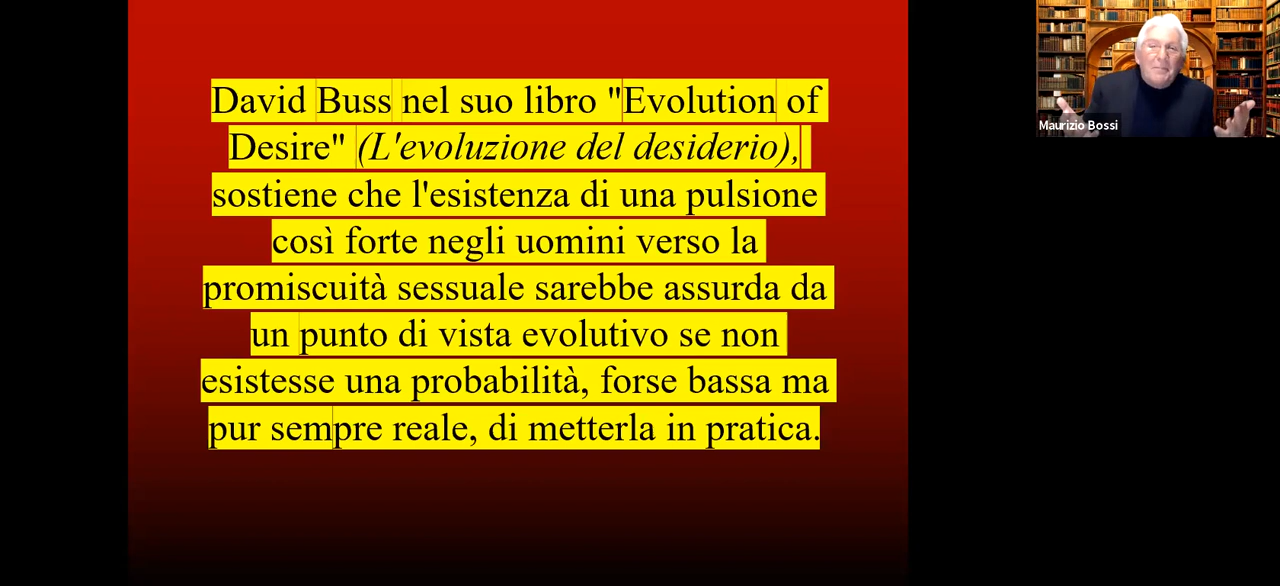 David Buss nel suo libro "Evolution of
Desire" (L'evoluzione del desiderio),
sostiene che l'esistenza di una pulsione
così forte negli uomini verso la
promiscuità sessuale sarebbe assurda da
un punto di vista evolutivo se non
esistesse una probabilità, forse bassa ma
pur sempre reale, di metterla in pratica.
Maurizio Bossi